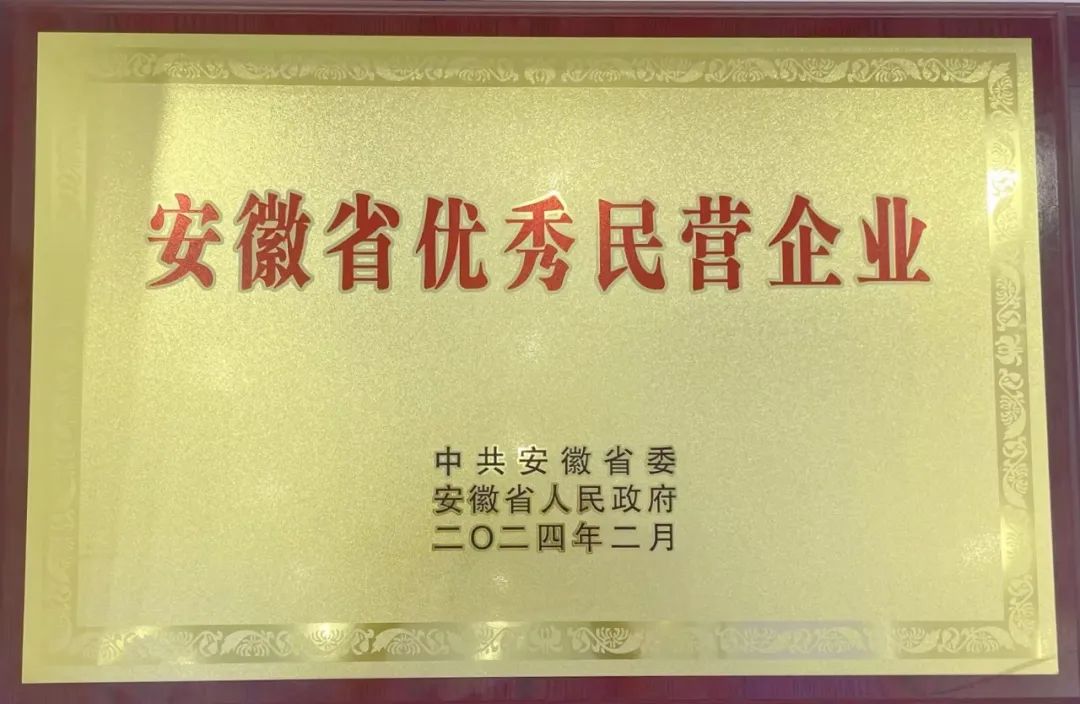 安徽省优秀民营企业
中共安徽省委
安徽省人民政府
二〇二四年二月